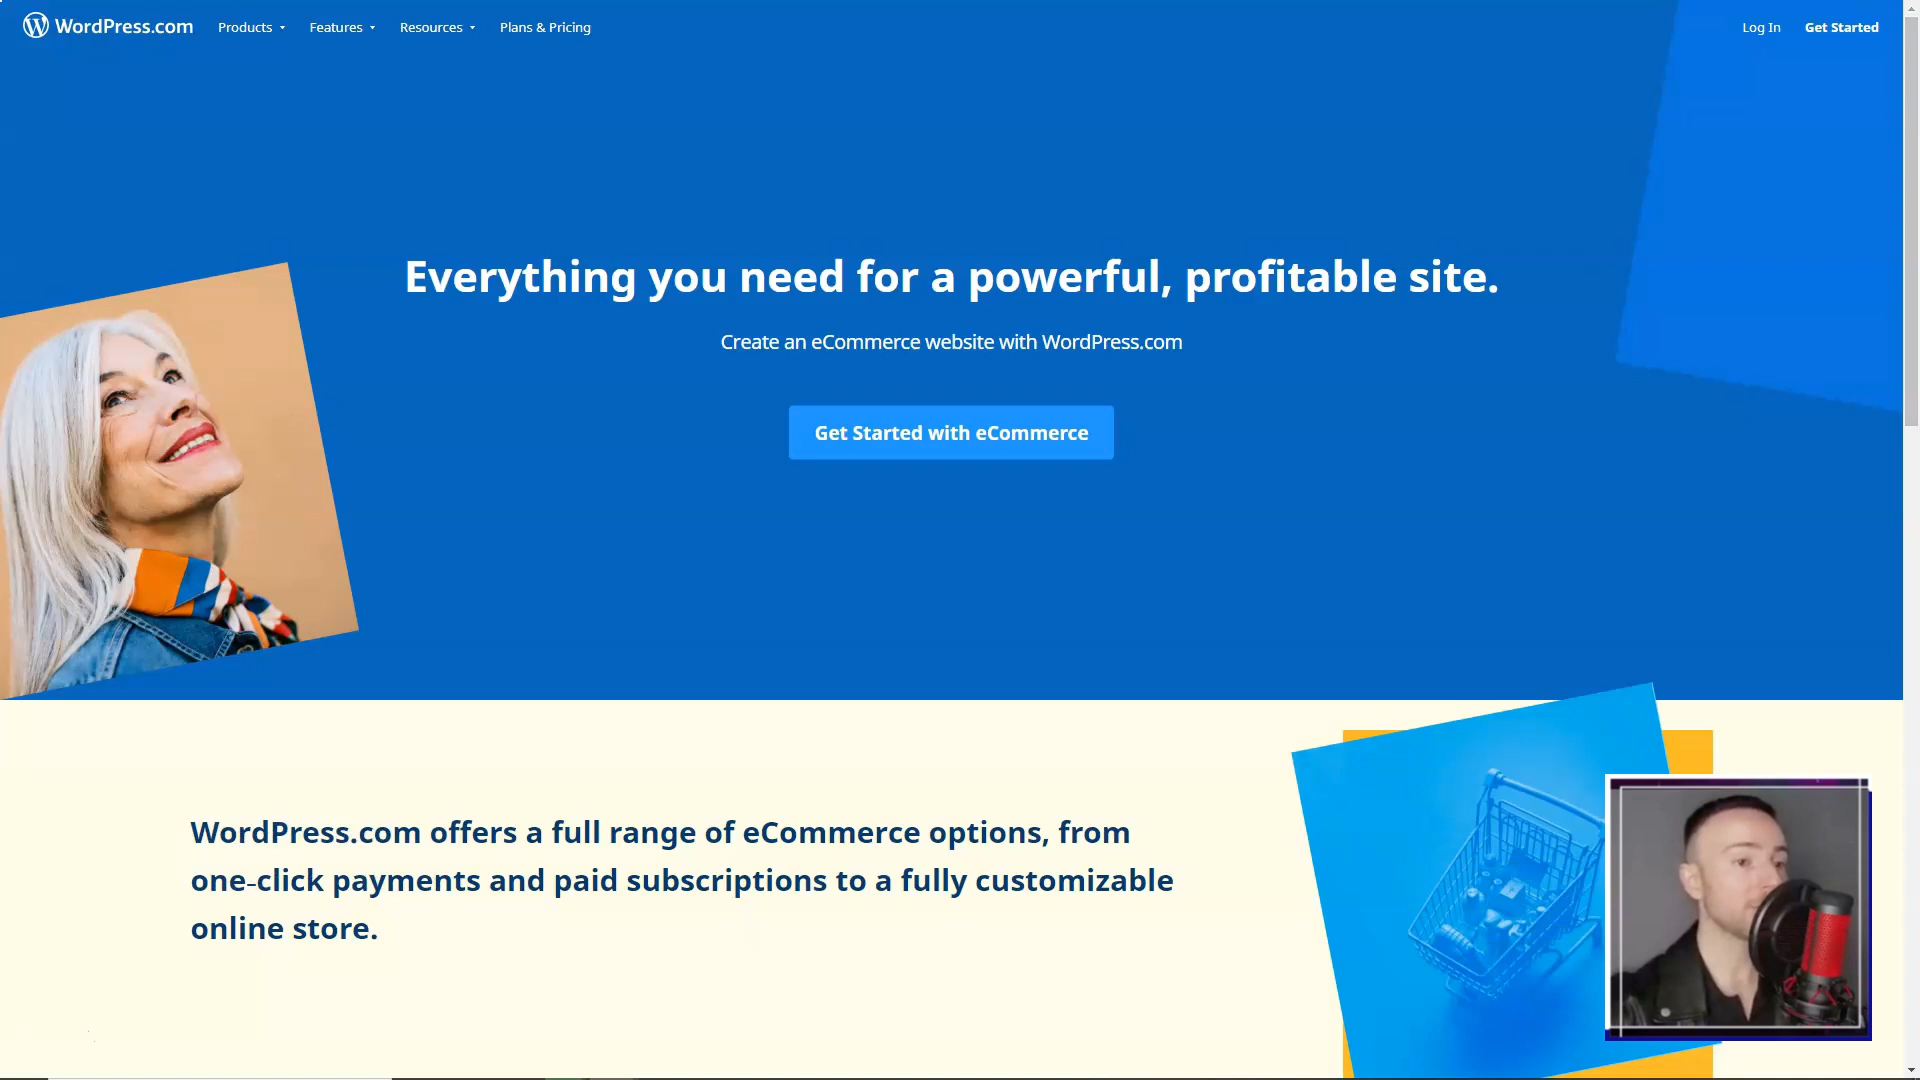 WordPress.com
Products
Features
Resources
Plans & Pricing
Log In
Get Started
Everything you need for a powerful, profitable site.
Create an eCommerce website with WordPress.com
Get Started with eCommerce
WordPress.com offers a full range of eCommerce options, from
one-click payments and paid subscriptions to a fully customizable
online store.